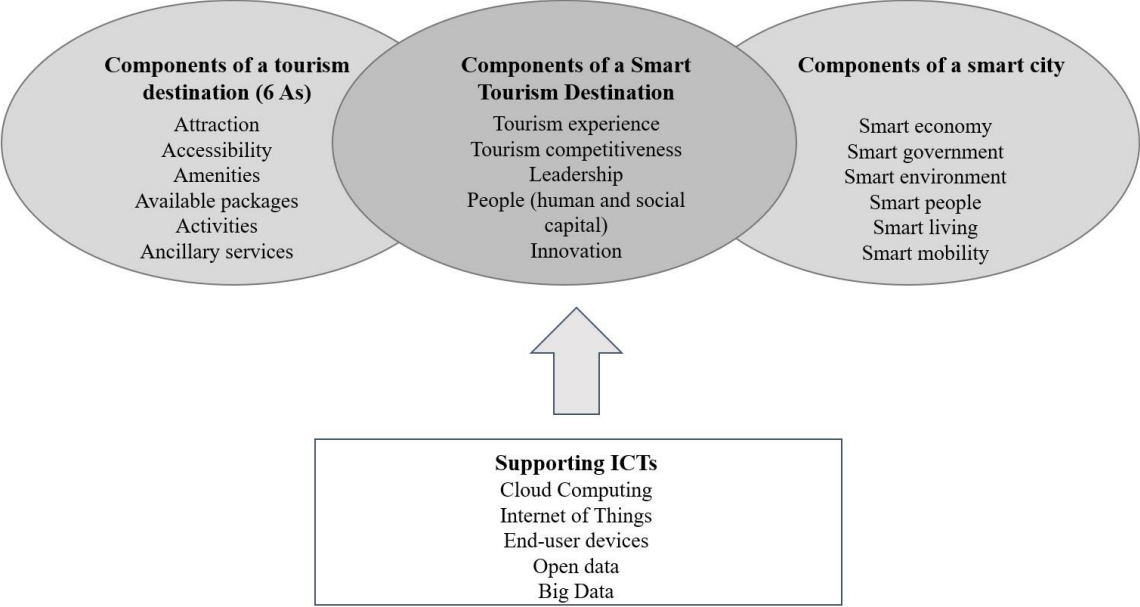 Components of a tourism
destination (6 As)
Attraction
Accessibility
Amenities
Available packages
Activities
Ancillary services
Components of a Smart
Tourism Destination
Tourism experience
Tourism competitiveness
Leadership
People (human and social
capital)
Innovation
Components of a smart city
Smart economy
Smart government
Smart environment
Smart people
Smart living
Smart mobility
Supporting ICTs
Cloud Computing
Internet of Things
End-user devices
Open data
Big Data